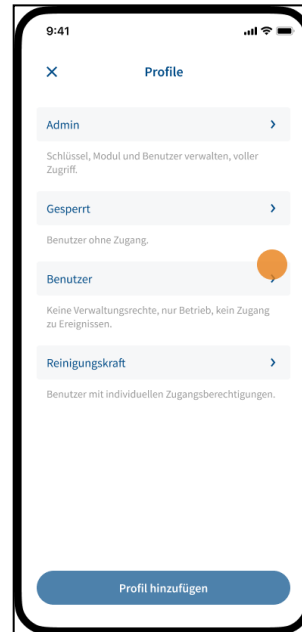 9:41
Profile
Admin
Schlüssel, Modul und Benutzer verwalten, voller
Zugriff.
Gesperrt
Benutzer ohne Zugang.
Benutzer
Keine Verwaltungsrechte, nur Betrieb, kein Zugang
zu Ereignissen.
Reinigungskraft
Benutzer mit individuellen Zugangsberechtigungen.
Profil hinzufügen